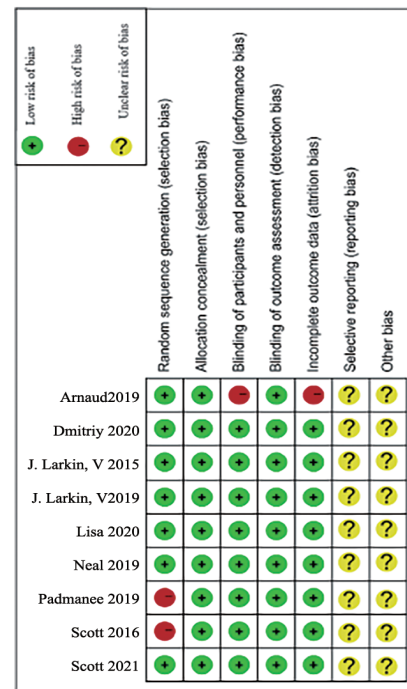 Low risk of bias
High risk of bias
Unclear risk of bias
+
-
?
Random sequence generation (selection bias)
Allocation concealment (selection bias)
Blinding of participants and personnel (performance bias)
Blinding of outcome assessment (detection bias)
Incomplete outcome data (attrition bias)
Selective reporting (reporting bias)
Other bias
Arnaud2019 + + - + - ? ?
Dmitriy 2020 + + + + + ? ?
J. Larkin, V 2015 + + + + + ? ?
J. Larkin, V2019 + + + + + ? ?
Lisa 2020 + + + + + ? ?
Neal 2019 + + + + + ? ?
Padmanee 2019 - + + + + ? ?
Scott 2016 - + + + + ? ?
Scott 2021 + + + + + ? ?